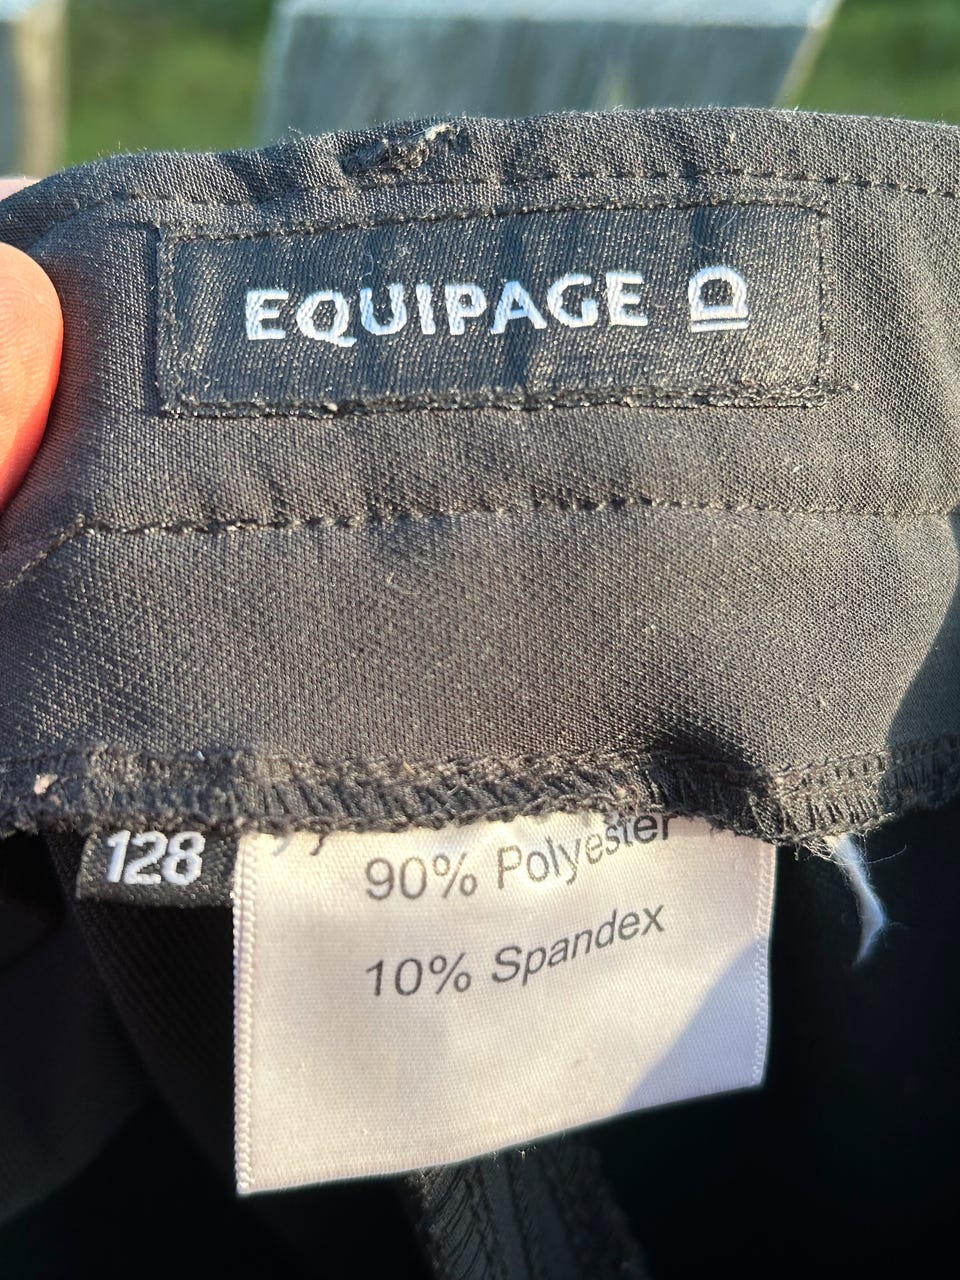 EQUIPAGE
128
90% Polyester
10% Spandex